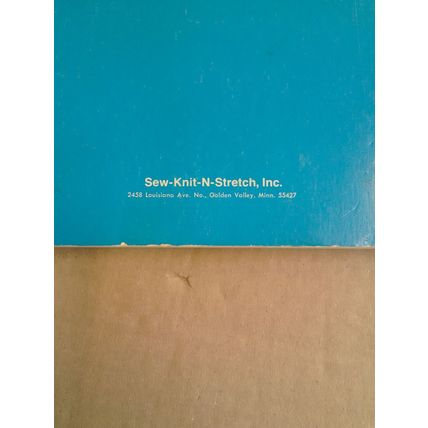 Sew-Knit-N-Stretch, Inc.
2458 Louisiana Ave. No., Golden Valley, Minn. 55427